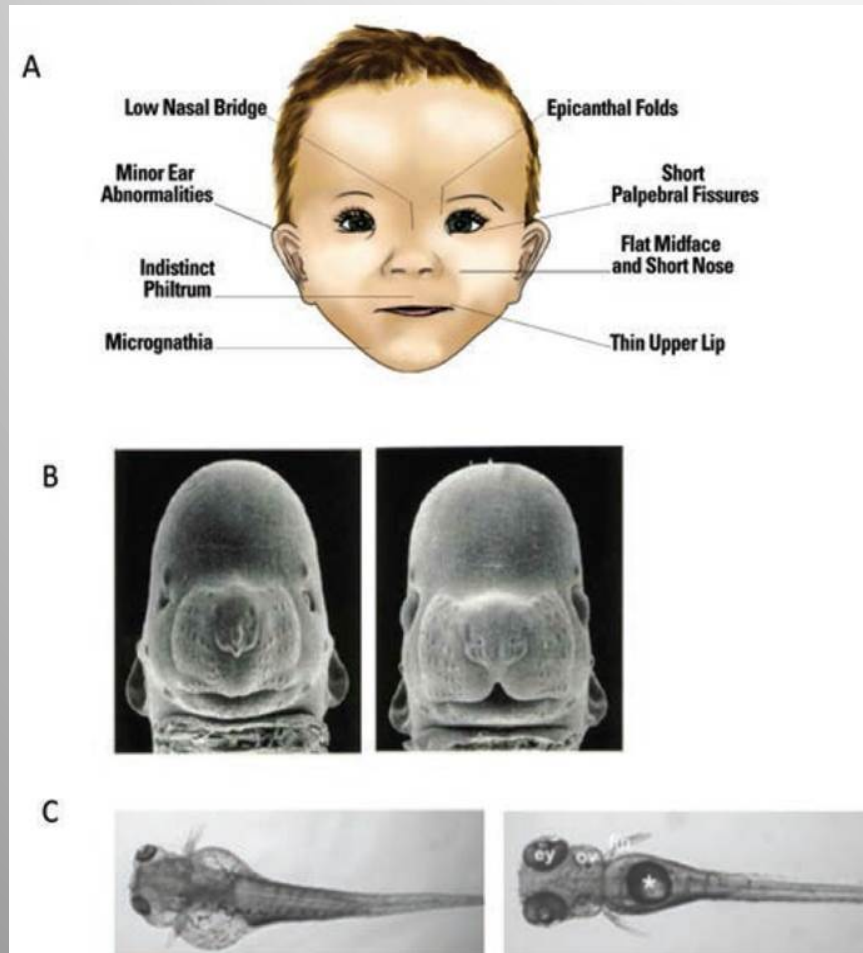 A
Low Nasal Bridge
Epicanthal Folds
Minor Ear
Abnormalities
Short
Palpebral Fissures
Flat Midface
and Short Nose
Indistinct
Philtrum
Micrognathia
Thin Upper Lip
B
C
ey
ov
*